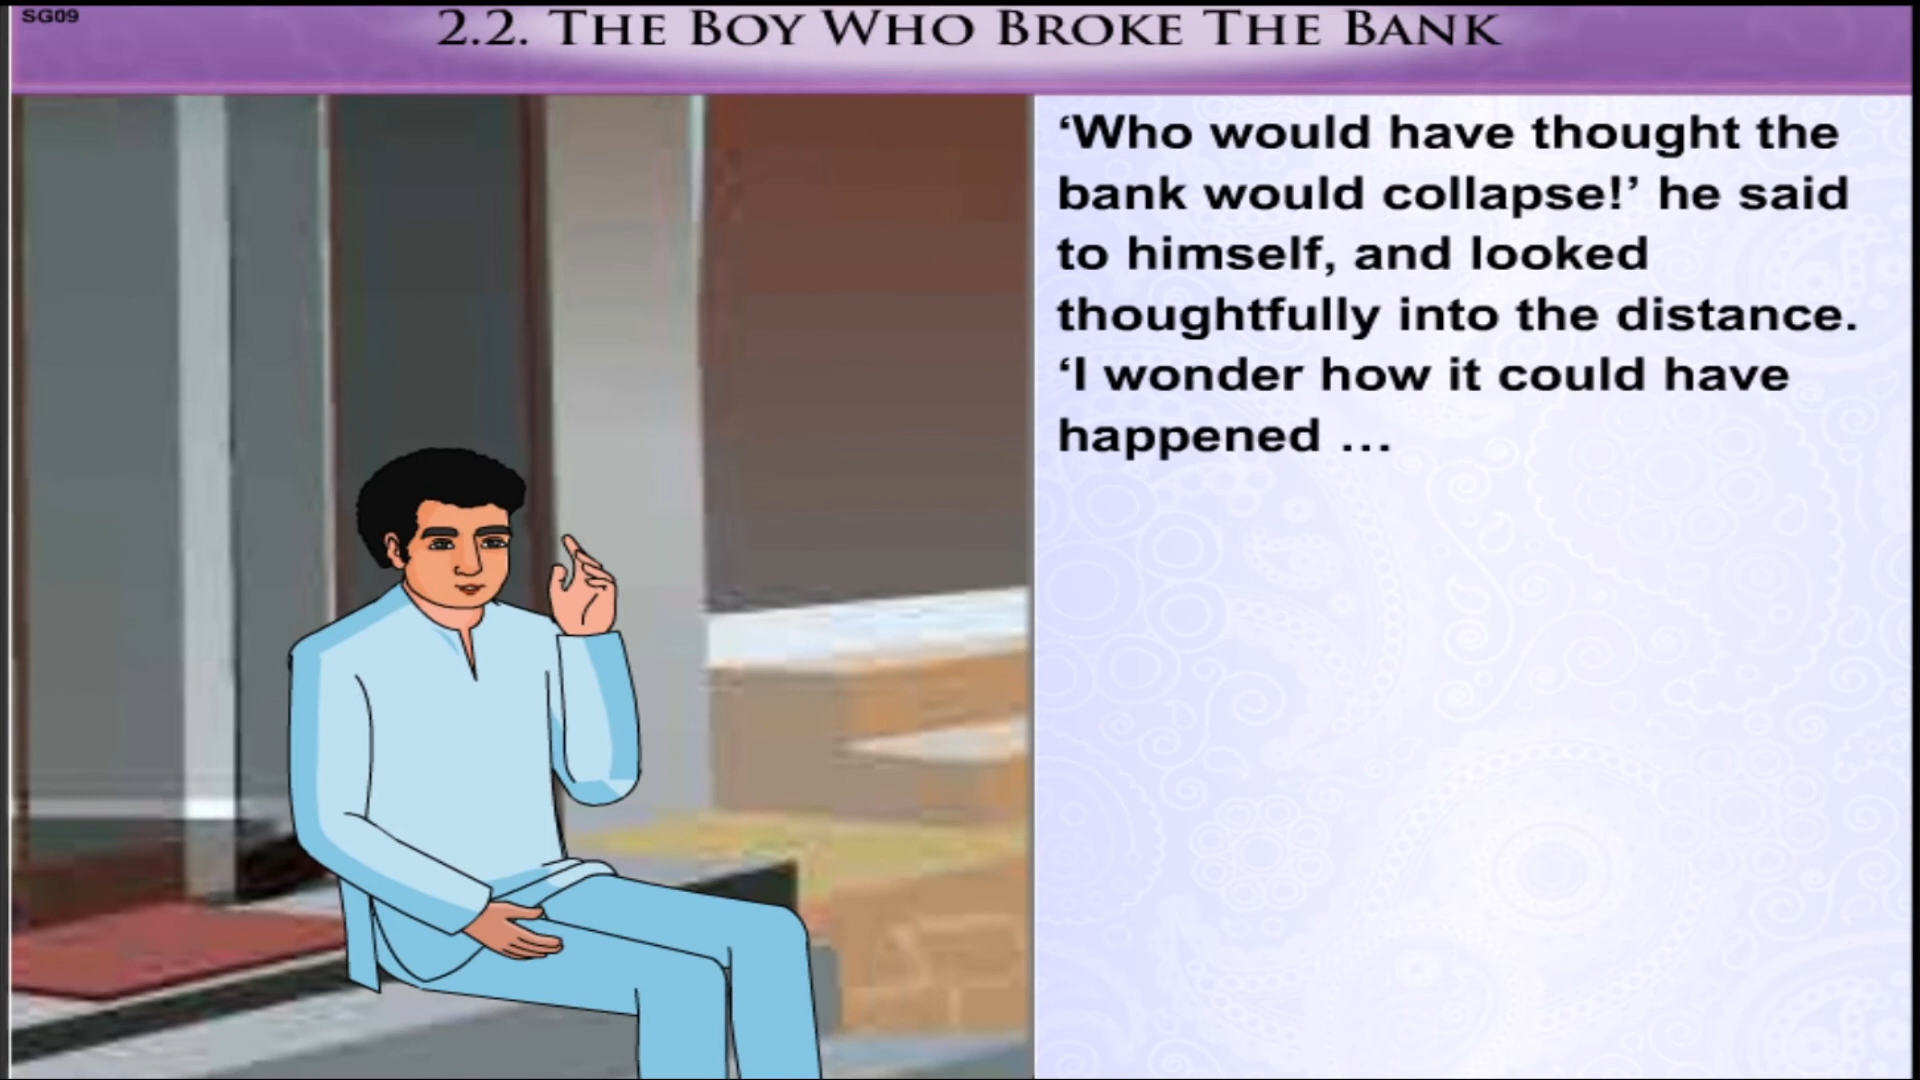 SG09
2.2. THE BOY WHO BROKE THE BANK
‘Who would have thought the
bank would collapse!’ he said
to himself, and looked
thoughtfully into the distance.
‘I wonder how it could have
happened ...